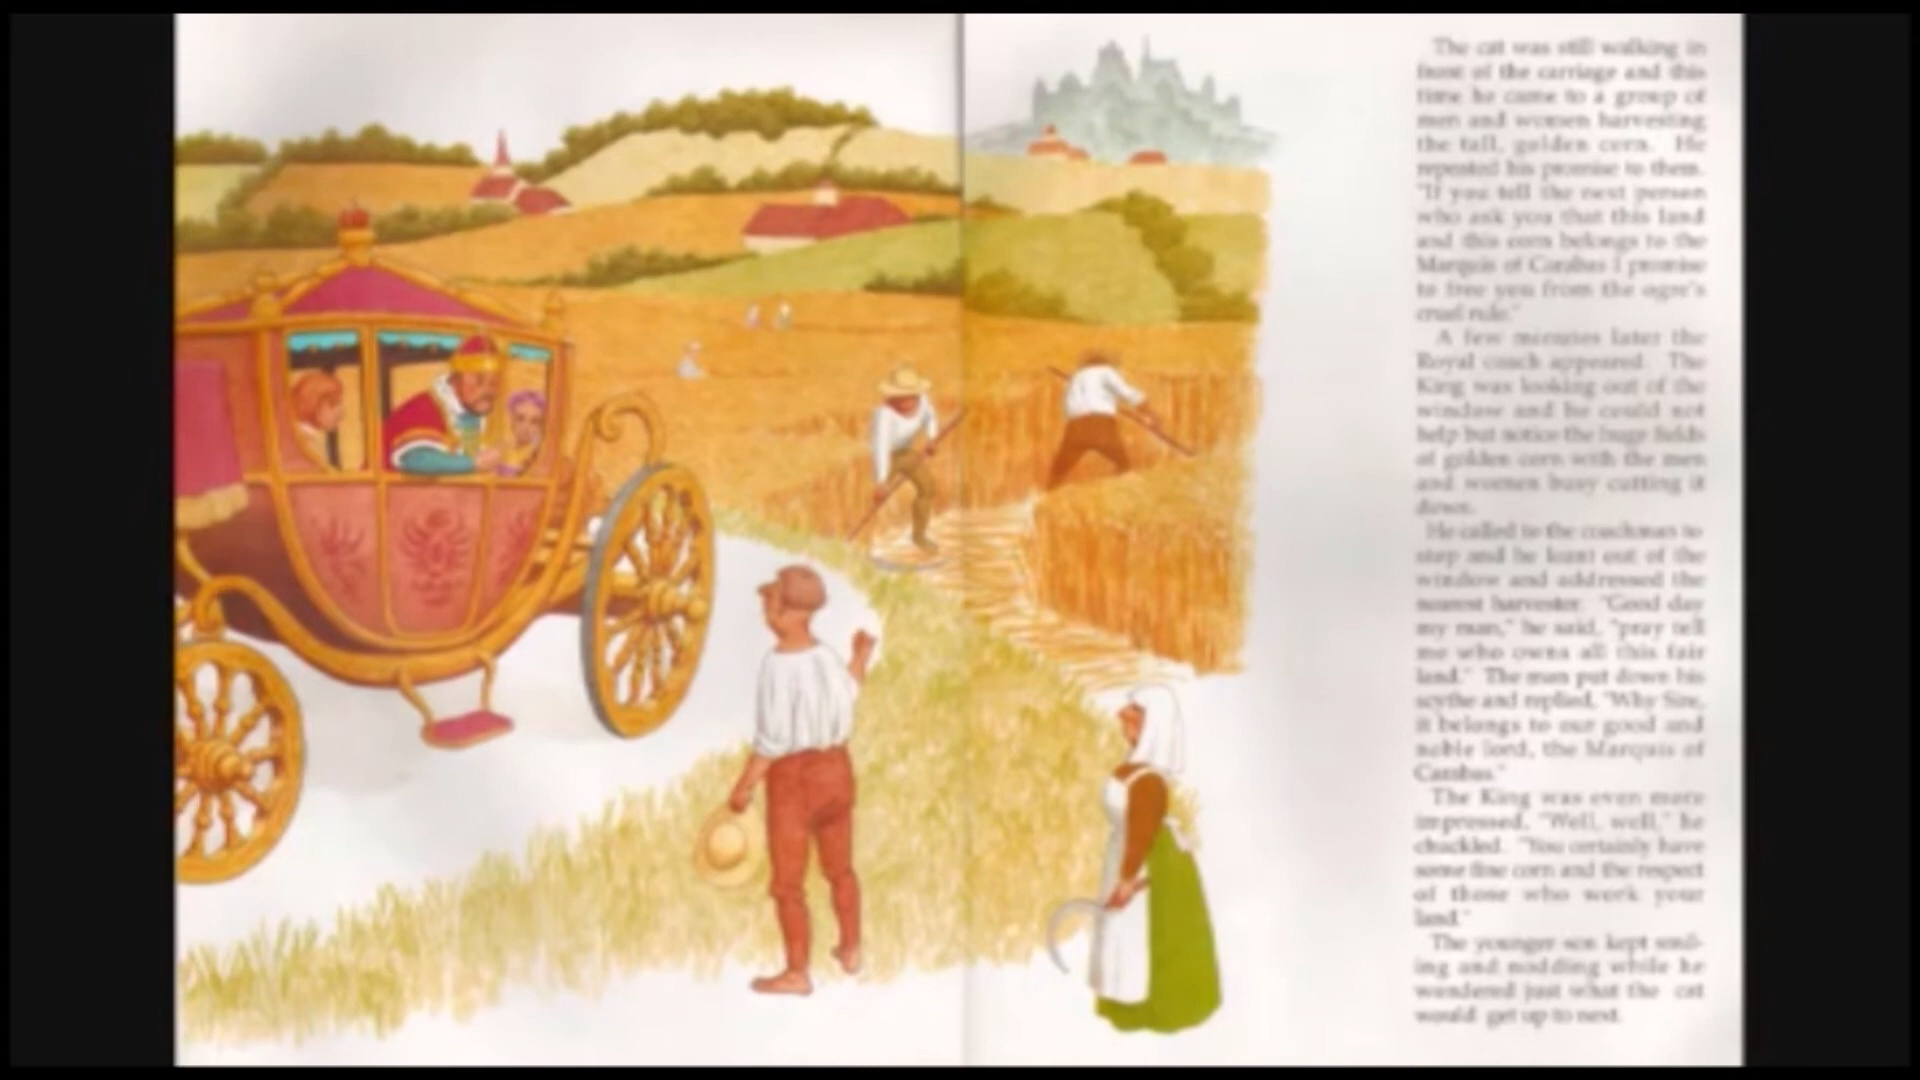 The cat was still walking in
front of the carriage and this
time he came to a group of
men and women harvesting
the tall, golden corn. He
repeated his promise to them.
"If you tell the next person
who ask you that this land
and this corn belongs to the
Marquis of Carabas I promise
to free you from the ogre's
cruel rule."
A few minutes later the
Royal coach appeared. The
King was looking out of the
window and he could not
help but notice the huge fields
of golden corn with the men
and women busy cutting it
down.
He called to the coachman to
stop and he leant out of the
window and addressed the
nearest harvester. "Good day
my man," he said, "pray tell
me who owns all this fair
land." The man put down his
scythe and replied, "Why Sire,
it belongs to our good and
noble lord, the Marquis of
Carabas."
The King was even more
impressed. "Well, well," he
chuckled. "You certainly have
some fine corn and the respect
of those who work your
land."
The younger son kept smil-
ing and nodding while he
wondered just what the cat
would get up to next.